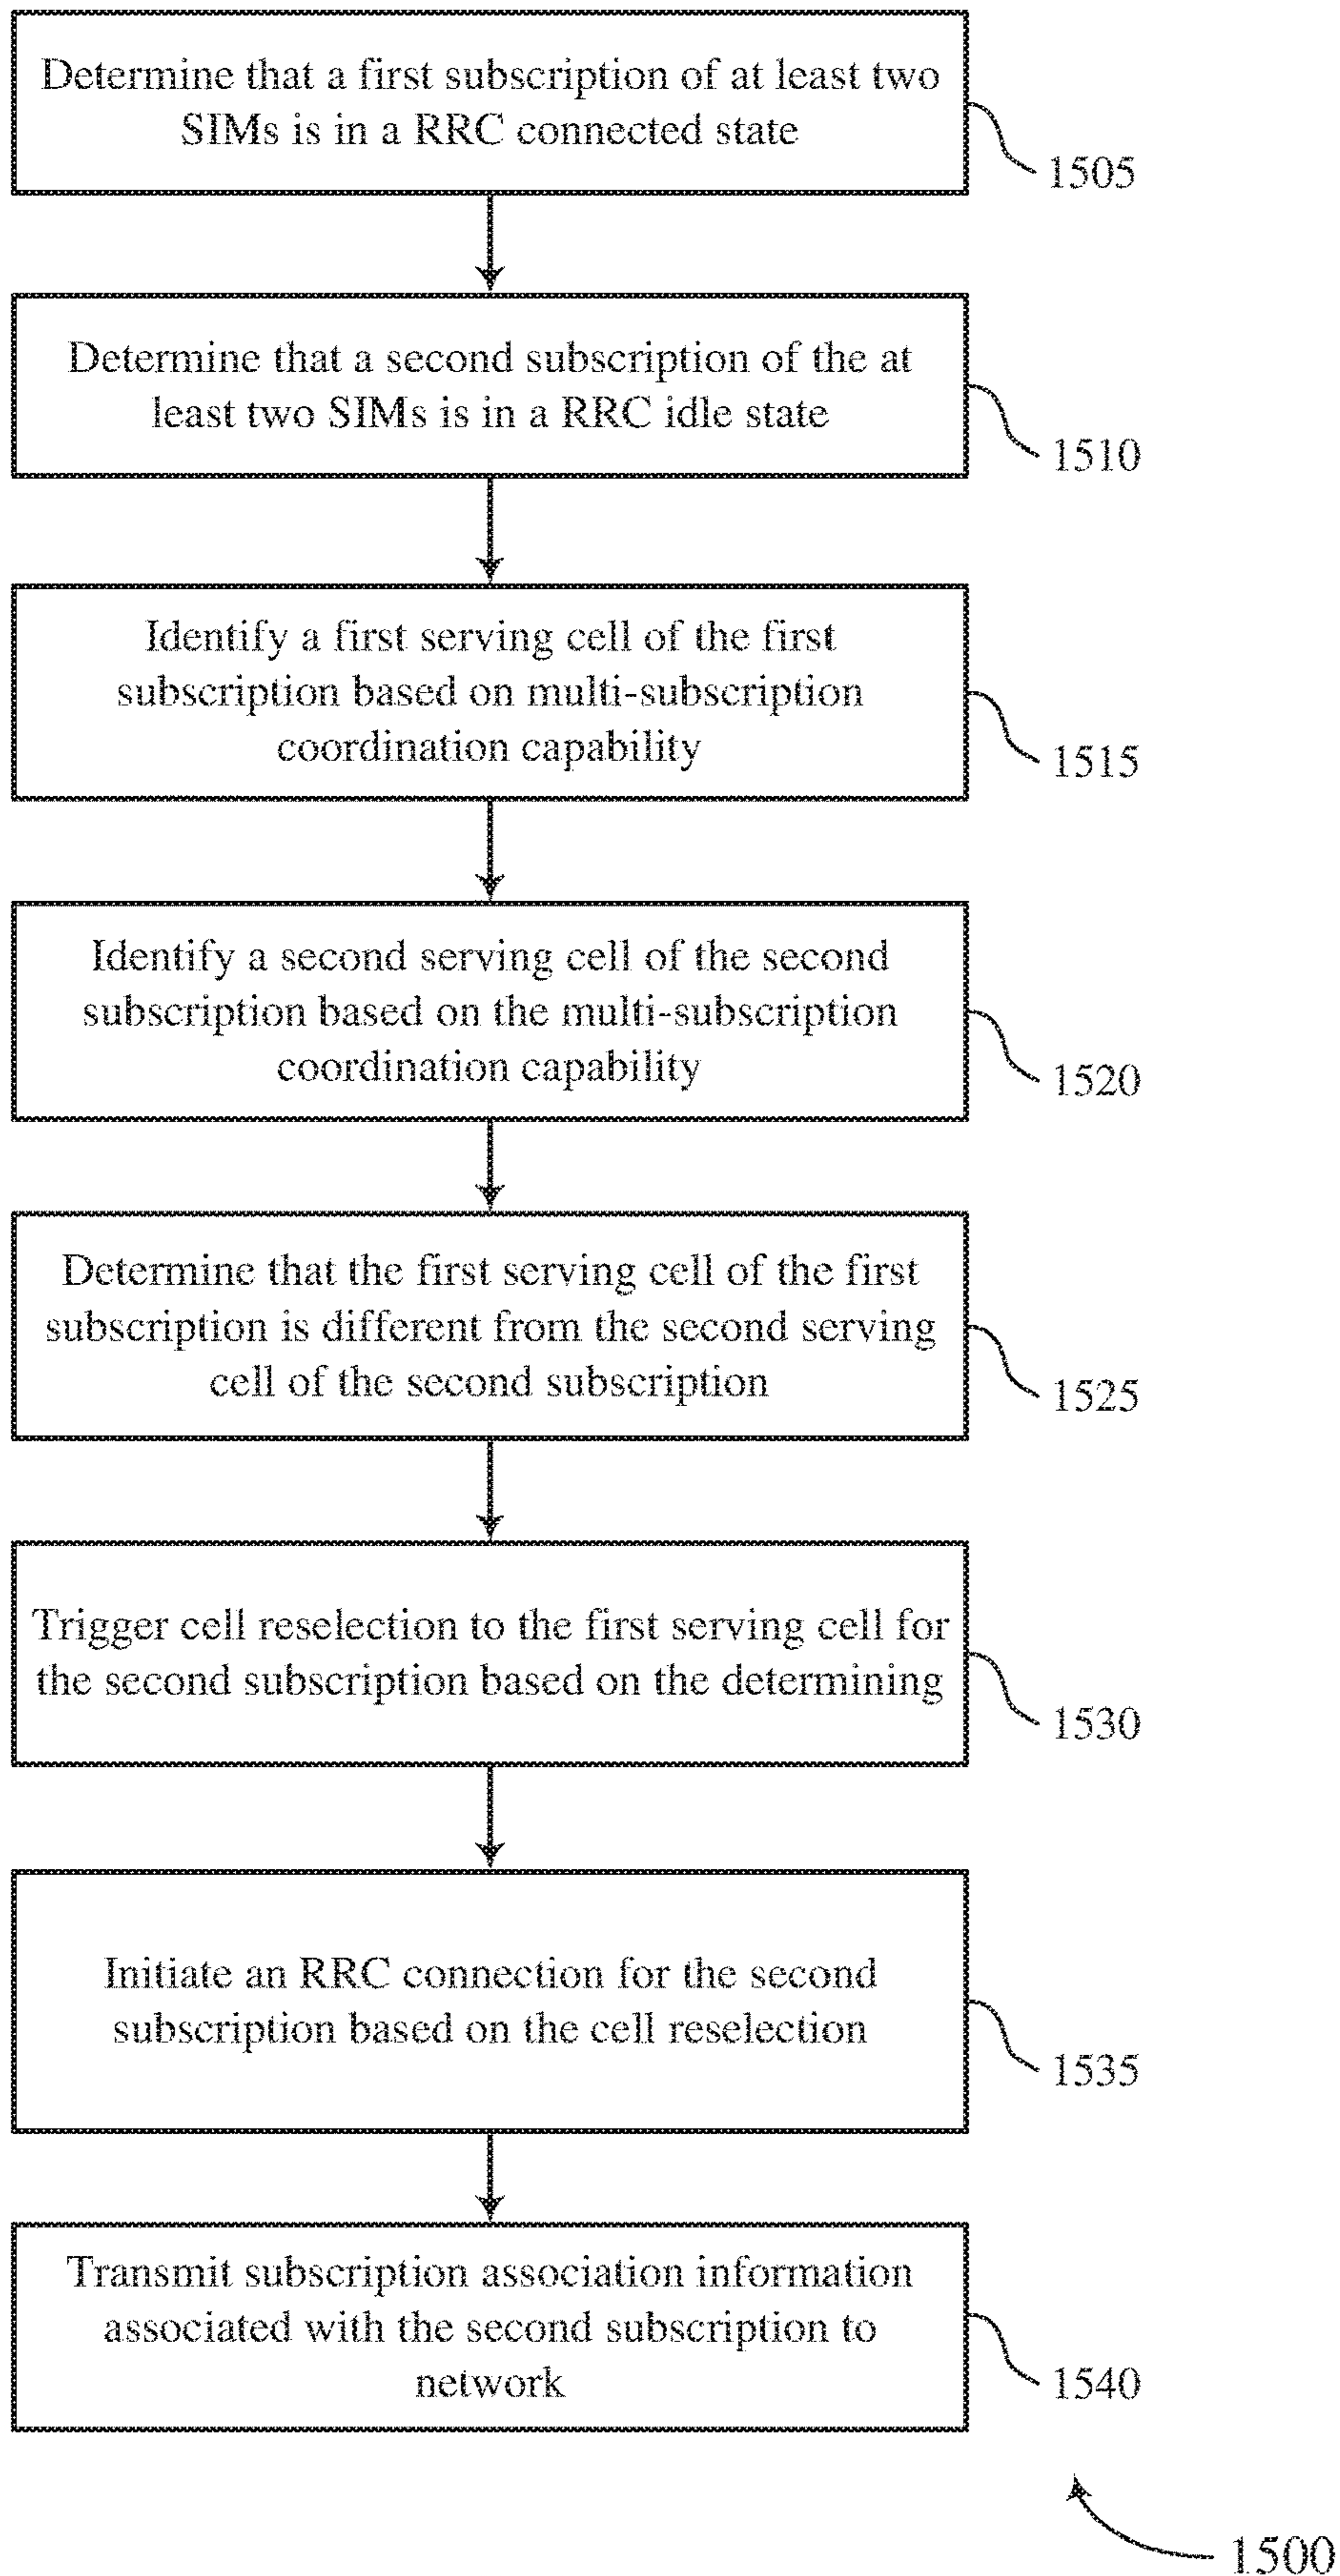 Determine that a first subscription of at least two
SIMs is in a RRC connected state
1505
Determine that a second subscription of the at
least two SIMs is in a RRC idle state
1510
Identify a first serving cell of the first
subscription based on multi-subscription
coordination capability
1515
Identify a second serving cell of the second
subscription based on the multi-subscription
coordination capability
1520
Determine that the first serving cell of the first
subscription is different from the second serving
cell of the second subscription
1525
Trigger cell reselection to the first serving cell for
the second subscription based on the determining
1530
Initiate an RRC connection for the second
subscription based on the cell reselection
1535
Transmit subscription association information
associated with the second subscription to
network
1540
1500